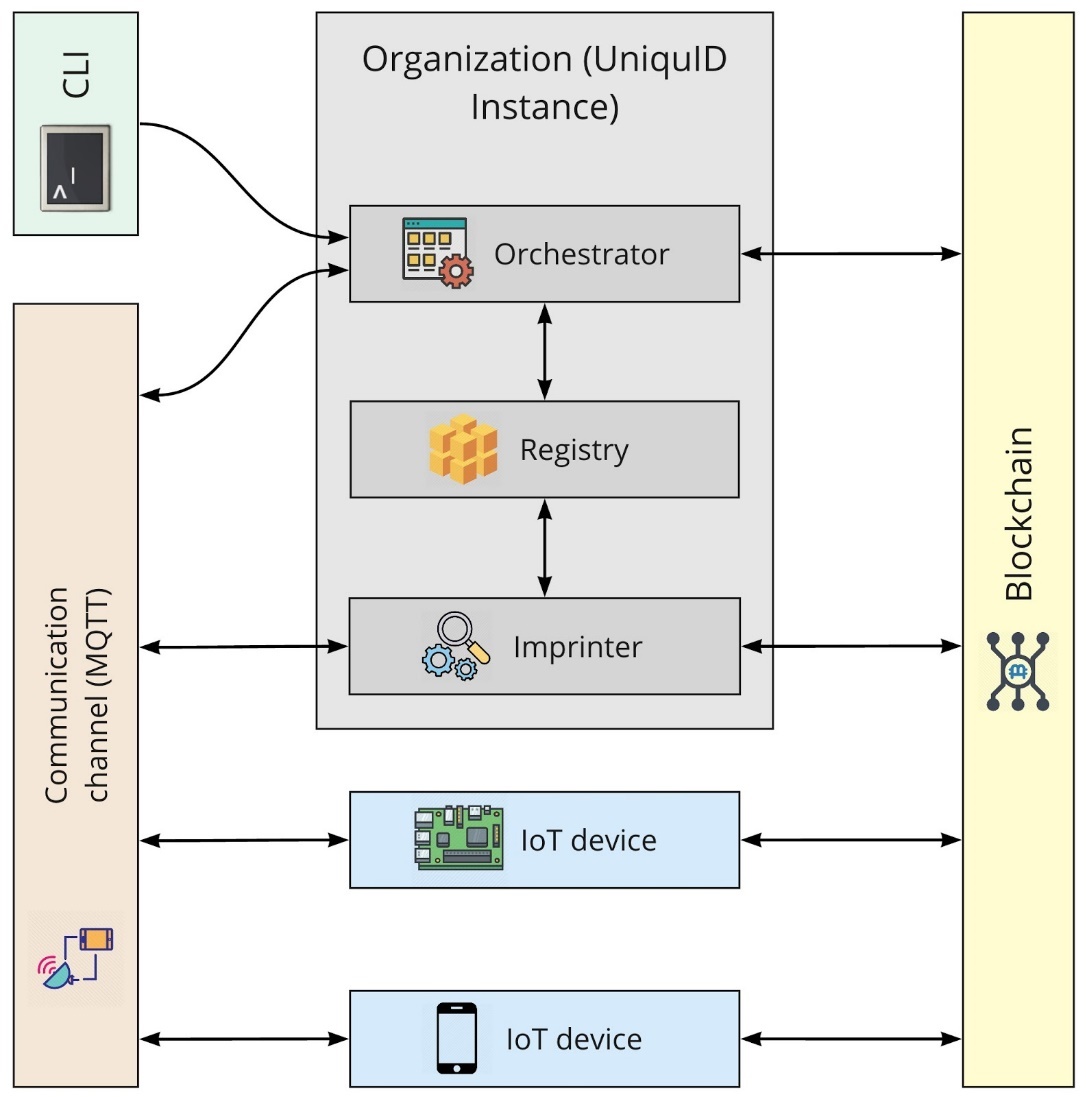 CLI
Organization (UniquID
Instance)
Orchestrator
Registry
Imprinter
Communication
channel (MQTT)
Blockchain
IoT device
IoT device